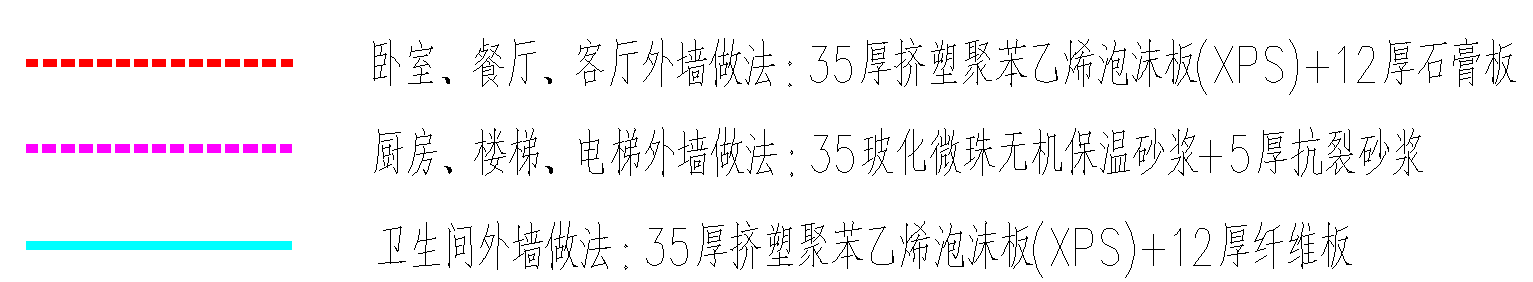 卧室、餐厅、客厅外墙做法：35厚挤塑聚苯乙烯泡沫板(XPS)+12厚石膏板
厨房、楼梯、电梯外墙做法：35玻化微珠无机保温砂浆+5厚抗裂砂浆
卫生间外墙做法：35厚挤塑聚苯乙烯泡沫板(XPS)+12厚纤维板